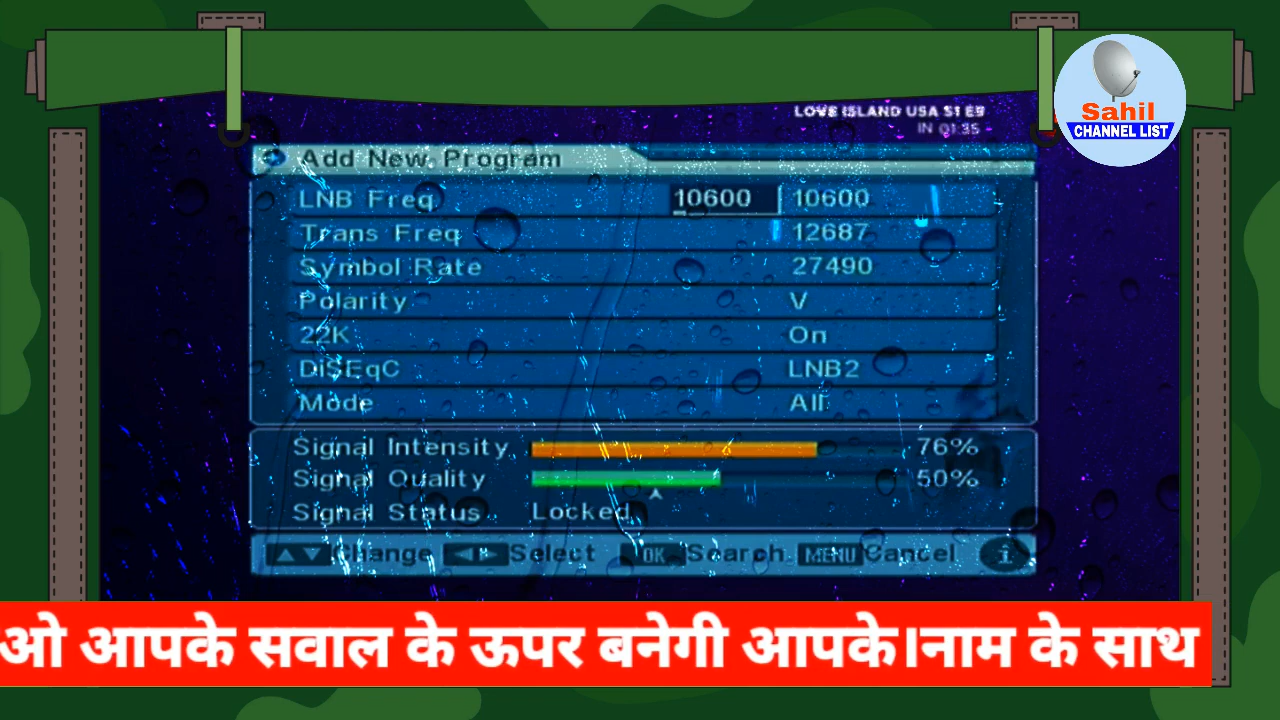 LOVE ISLAND USA S1 E9
IN 01:35
Sahil
CHANNEL LIST
Add New Program
LNB Freq 10600 10600
Trans Freq 12687
Symbol Rate 27490
Polarity V
22K On
DiSEqC LNB2
Mode All
Signal Intensity 76%
Signal Quality 50%
Signal Status Locked
Change Select OK Search MENU Cancel i
ओ आपके सवाल के ऊपर बनेगी आपके।नाम के साथ